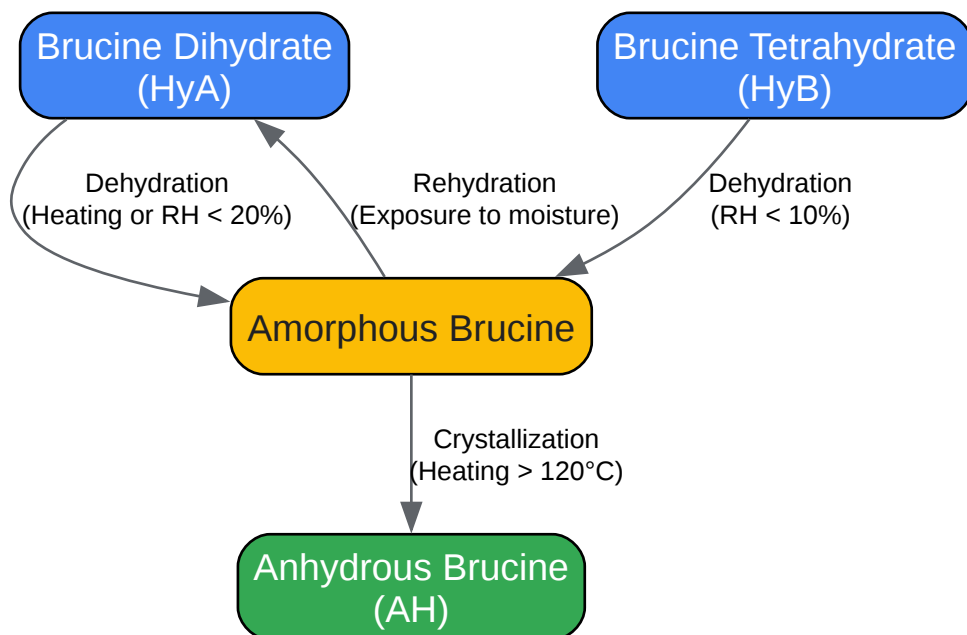 Brucine Dihydrate
(HyA)
Brucine Tetrahydrate
(HyB)
Dehydration
(Heating or RH < 20%)
Rehydration
(Exposure to moisture)
Dehydration
(RH < 10%)
Amorphous Brucine
Crystallization
(Heating > 120°C)
Anhydrous Brucine
(AH)